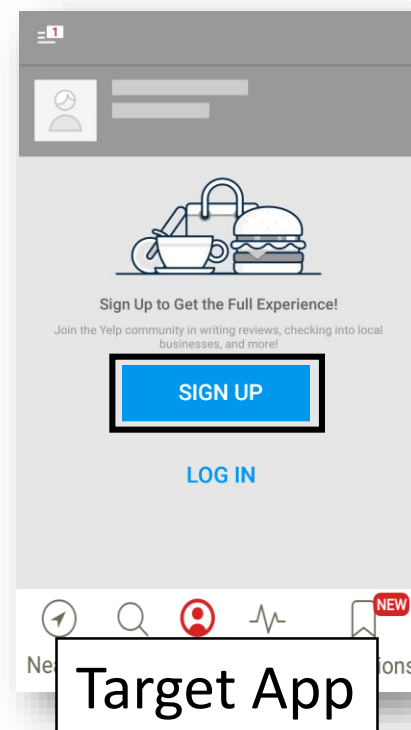 1
Sign Up to Get the Full Experience!
Join the Yelp community in writing reviews, checking into local
businesses, and more!
SIGN UP
LOG IN
NEW
Target App